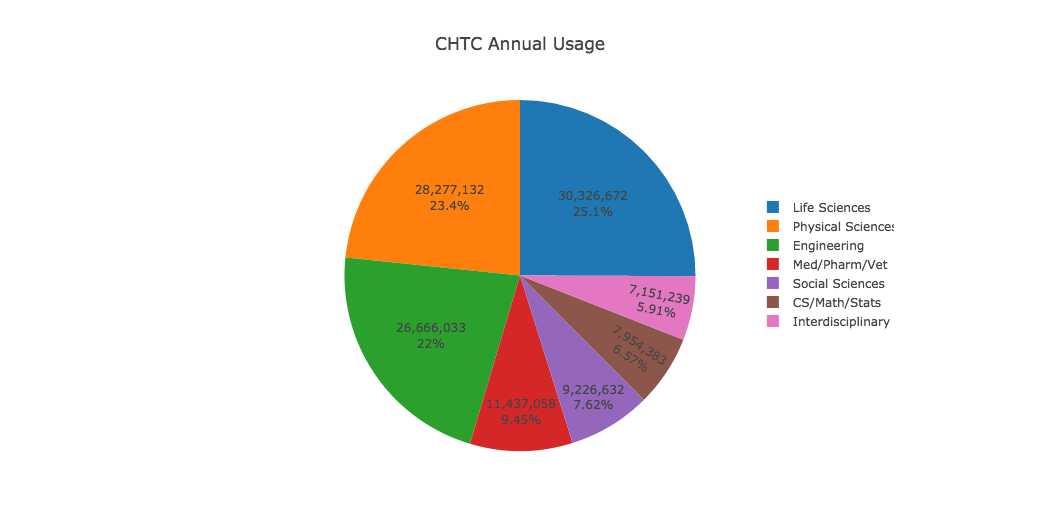 CHTC Annual Usage
28,277,132
23.4%
30,326,672
25.1%
26,666,033
22%
11,437,058
9.45%
9,226,632
7.62%
7,954,383
6.57%
7,151,239
5.91%
Life Sciences
Physical Sciences
Engineering
Med/Pharm/Vet
Social Sciences
CS/Math/Stats
Interdisciplinary